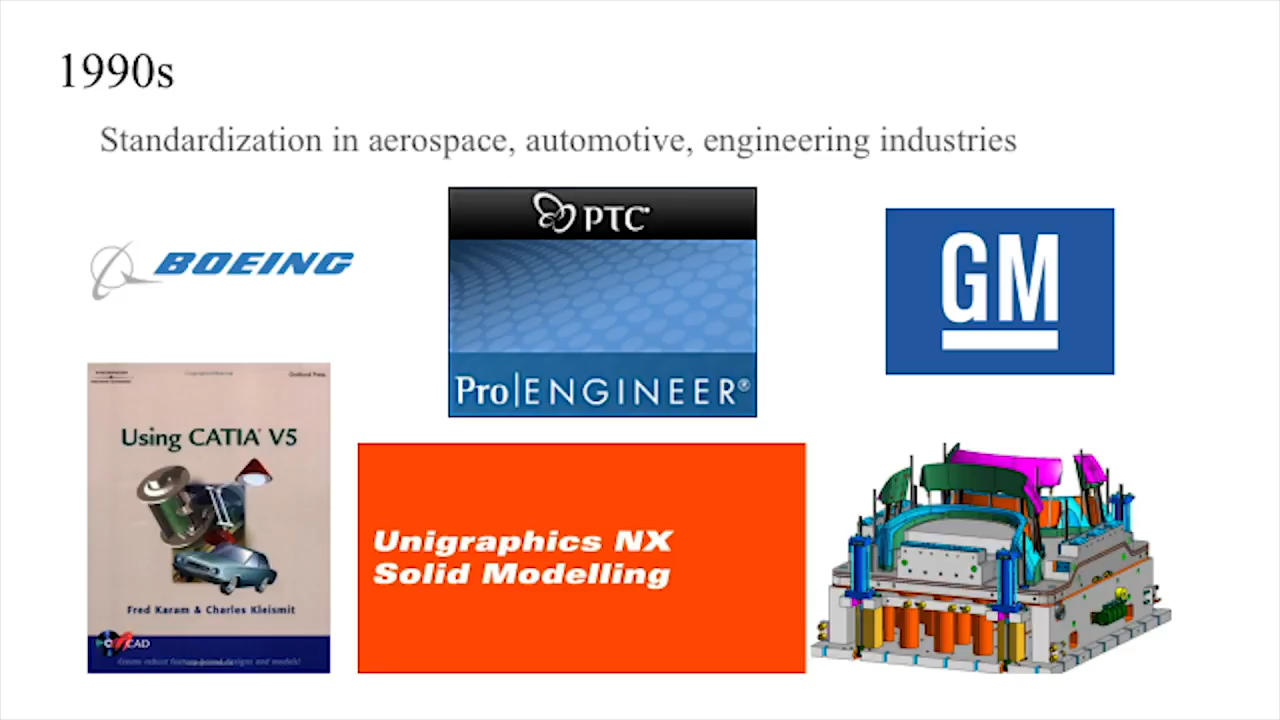 1990s
Standardization in aerospace, automotive, engineering industries
BOEING
PTC
Pro|ENGINEER®
GM
Using CATIA® V5
Fred Karam & Charles Kleismit
CAD
Unigraphics NX
Solid Modelling